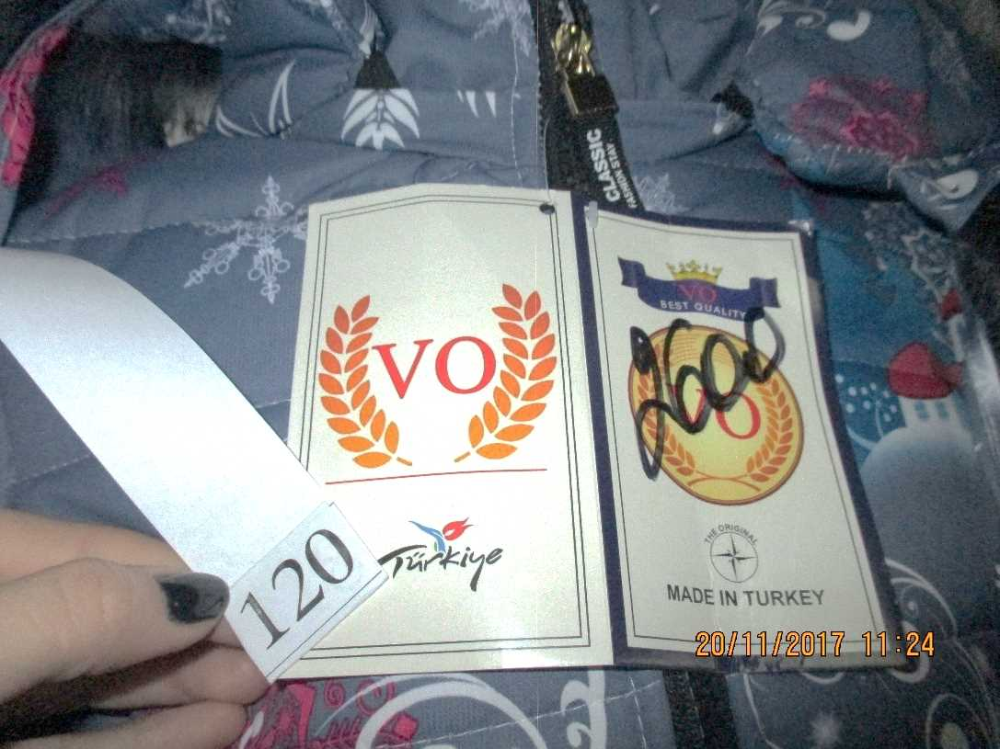 CLASSIC
FASHION STAY
VO
Türkiye
120
VO
BEST QUALITY
2600
VO
THE ORIGINAL
MADE IN TURKEY
20/11/2017 11:24